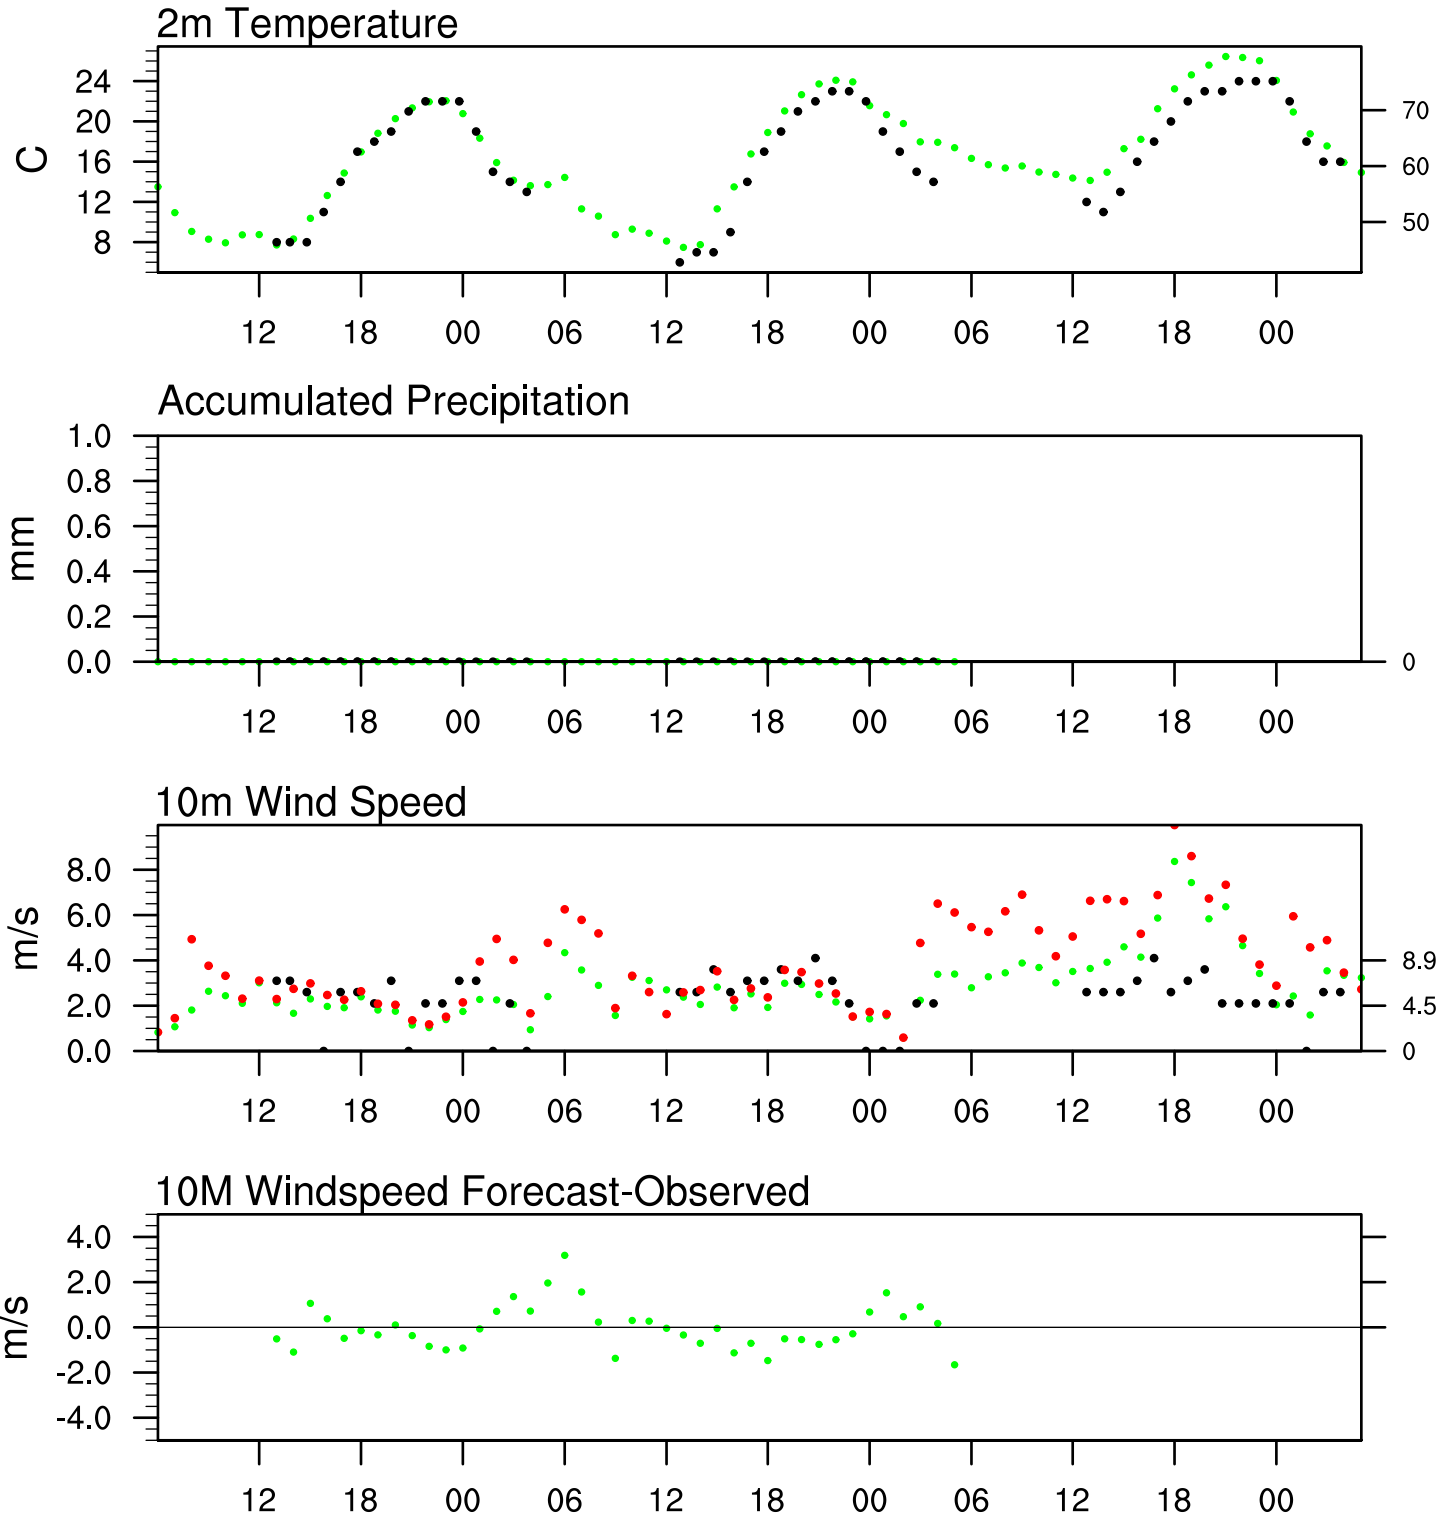 2m Temperature
24
20
16
12
8
C
70
60
50
12 18 00 06 12 18 00 06 12 18 00
Accumulated Precipitation
1.0
0.8
0.6
0.4
0.2
0.0
mm
0
12 18 00 06 12 18 00 06 12 18 00
10m Wind Speed
8.0
6.0
4.0
2.0
0.0
m/s
8.9
4.5
0
12 18 00 06 12 18 00 06 12 18 00
10M Windspeed Forecast-Observed
4.0
2.0
0.0
-2.0
-4.0
m/s
12 18 00 06 12 18 00 06 12 18 00